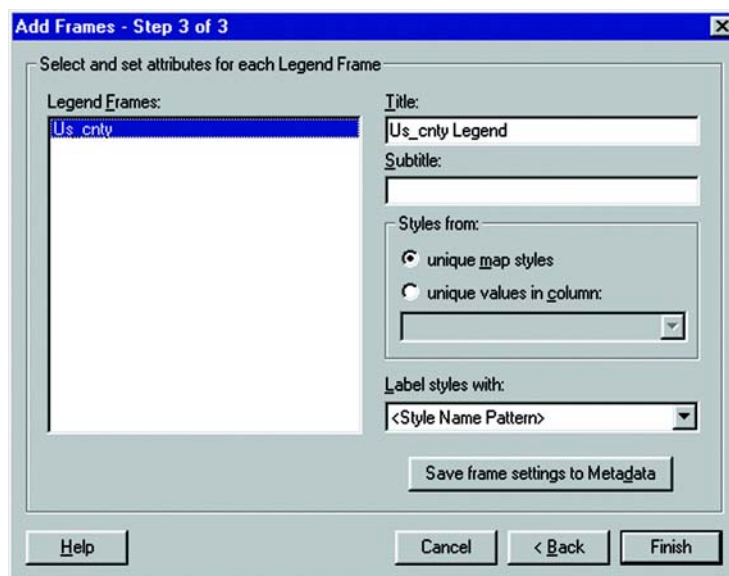 Add Frames - Step 3 of 3
Select and set attributes for each Legend Frame
Legend Frames:
Us_cnty
Title:
Us_cnty Legend
Subtitle:
Styles from:
unique map styles
unique values in column:
Label styles with:
<Style Name Pattern>
Save frame settings to Metadata
Help
Cancel
< Back
Finish